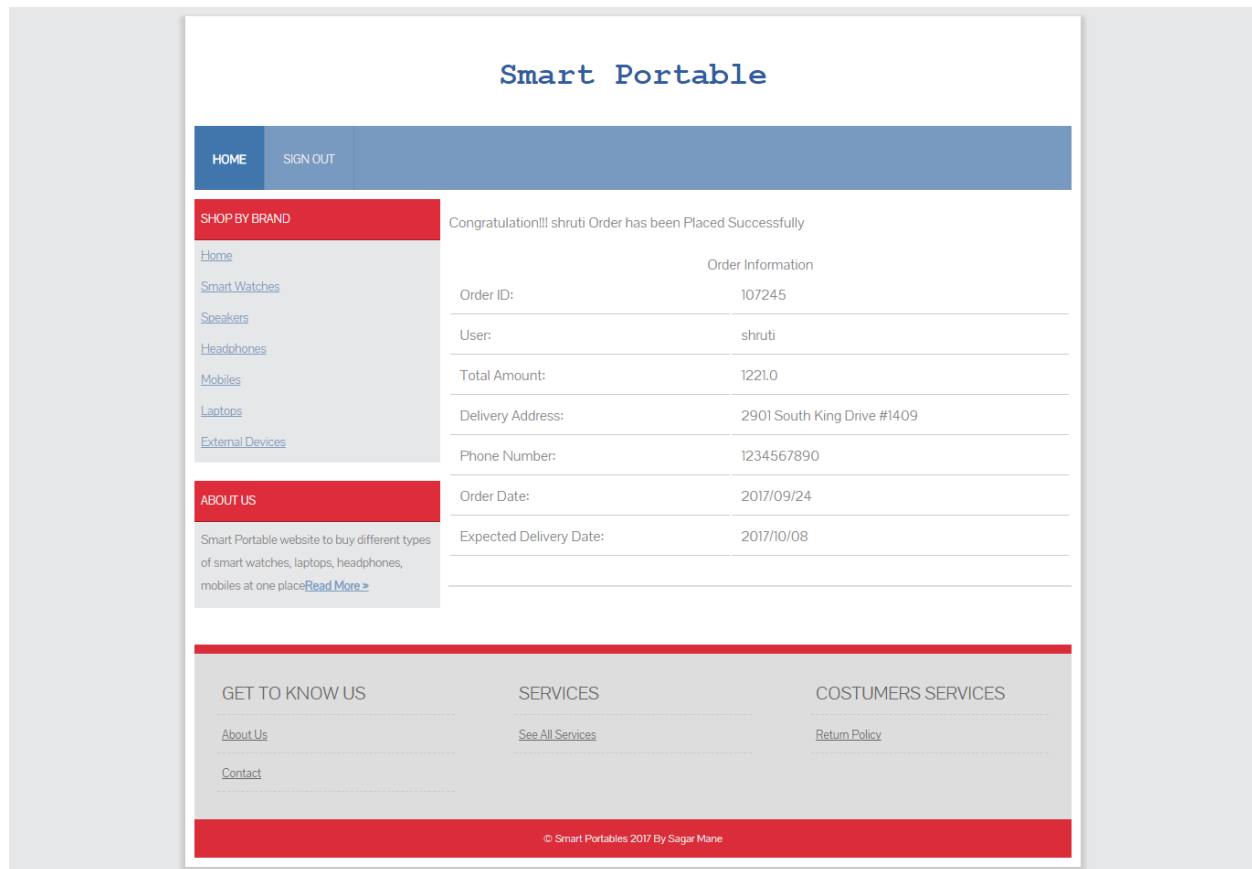 Smart Portable
HOME SIGN OUT
SHOP BY BRAND
Home
Smart Watches
Speakers
Headphones
Mobiles
Laptops
External Devices
ABOUT US
Smart Portable website to buy different types
of smart watches, laptops, headphones,
mobiles at one placeRead More »
Congratulation!!! shruti Order has been Placed Successfully
Order Information
Order ID: 107245
User: shruti
Total Amount: 1221.0
Delivery Address: 2901 South King Drive #1409
Phone Number: 1234567890
Order Date: 2017/09/24
Expected Delivery Date: 2017/10/08
GET TO KNOW US
About Us
Contact
SERVICES
See All Services
COSTUMERS SERVICES
Return Policy
© Smart Portables 2017 By Sagar Mane